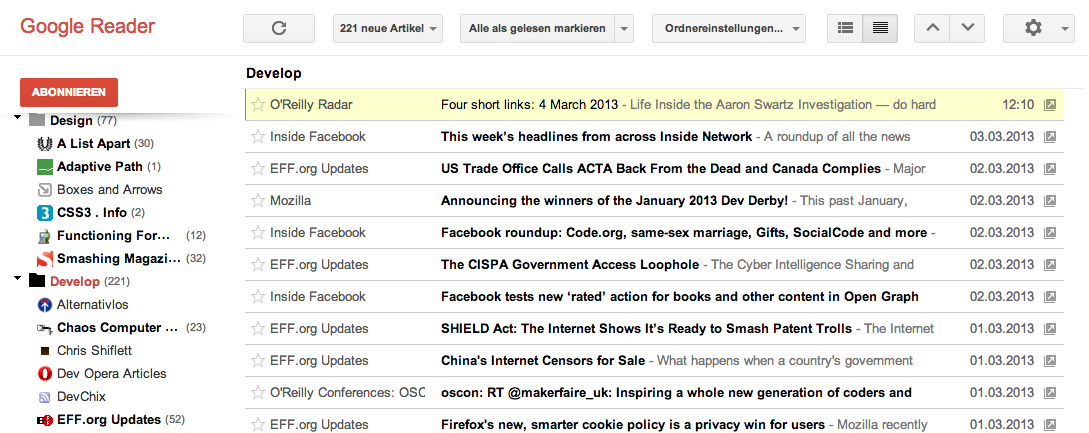 Google Reader
221 neue Artikel
Alle als gelesen markieren
Ordnereinstellungen...
ABONNIEREN
Design (77)
A List Apart (30)
Adaptive Path (1)
Boxes and Arrows
CSS3 . Info (2)
Functioning For... (12)
Smashing Magazi... (32)
Develop (221)
Alternativlos
Chaos Computer ... (23)
Chris Shiflett
Dev Opera Articles
DevChix
EFF.org Updates (52)
Develop
O'Reilly Radar Four short links: 4 March 2013 - Life Inside the Aaron Swartz Investigation — do hard 12:10
Inside Facebook This week's headlines from across Inside Network - A roundup of all the news 03.03.2013
EFF.org Updates US Trade Office Calls ACTA Back From the Dead and Canada Complies - Major 02.03.2013
Mozilla Announcing the winners of the January 2013 Dev Derby! - This past January, 02.03.2013
Inside Facebook Facebook roundup: Code.org, same-sex marriage, Gifts, SocialCode and more - 02.03.2013
EFF.org Updates The CISPA Government Access Loophole - The Cyber Intelligence Sharing and 02.03.2013
Inside Facebook Facebook tests new ‘rated’ action for books and other content in Open Graph 02.03.2013
EFF.org Updates SHIELD Act: The Internet Shows It's Ready to Smash Patent Trolls - The Internet 01.03.2013
EFF.org Updates China's Internet Censors for Sale - What happens when a country's government 01.03.2013
O'Reilly Conferences: OSC oscon: RT @makerfaire_uk: Inspiring a whole new generation of coders and 01.03.2013
EFF.org Updates Firefox's new, smarter cookie policy is a privacy win for users - Mozilla recently 01.03.2013